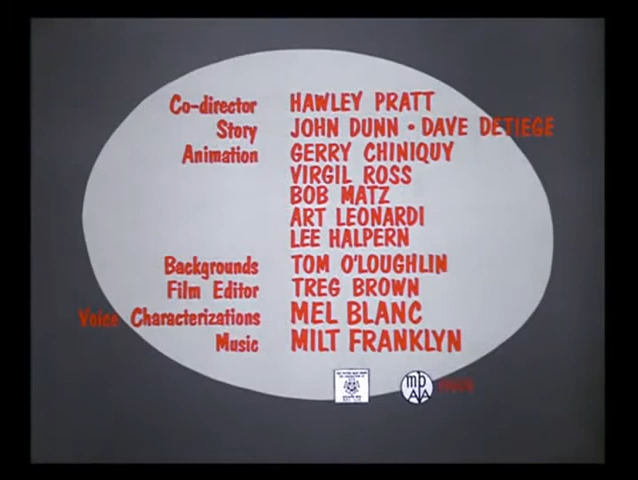 Co-director HAWLEY PRATT
Story JOHN DUNN • DAVE DETIEGE
Animation GERRY CHINIQUY
VIRGIL ROSS
BOB MATZ
ART LEONARDI
LEE HALPERN
Backgrounds TOM O'LOUGHLIN
Film Editor TREG BROWN
Voice Characterizations MEL BLANC
Music MILT FRANKLYN